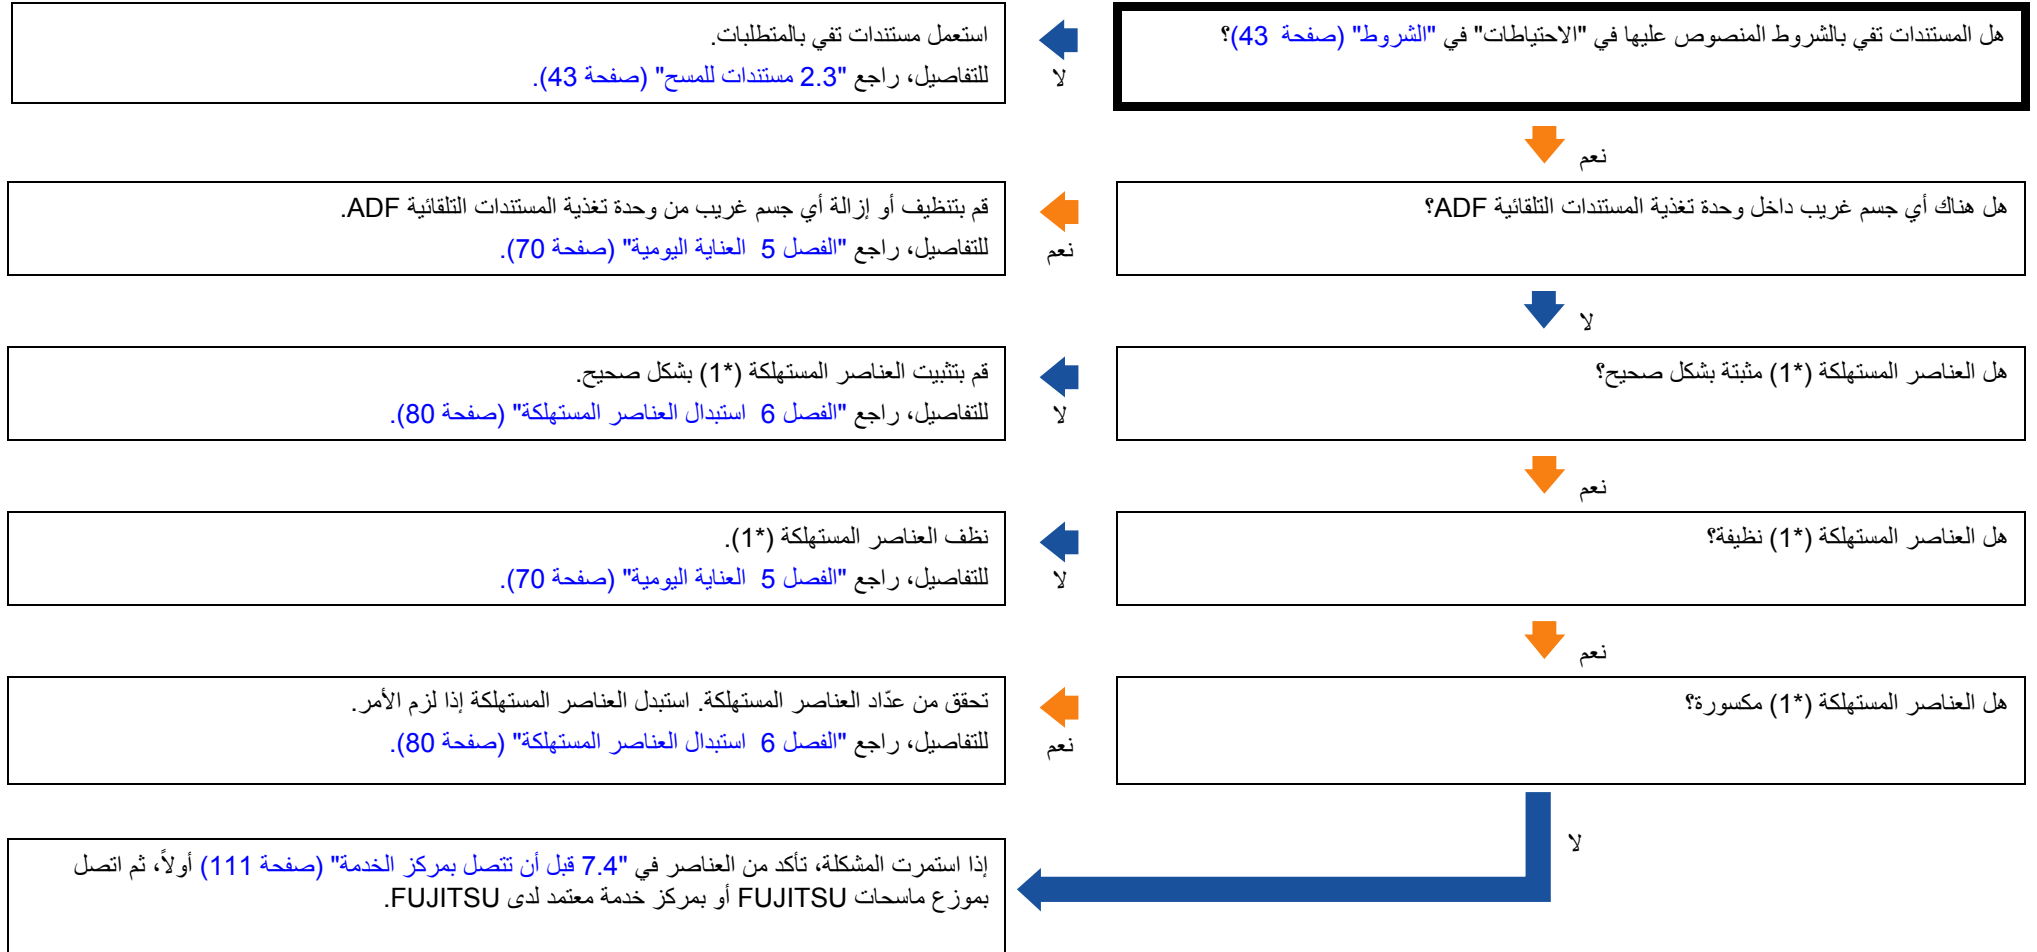 هل المستندات تفي بالشروط المنصوص عليها في "الاحتياطات" في "الشروط" (صفحة 43)؟
لا
استعمل مستندات تفي بالمتطلبات.
للتفاصيل، راجع "2.3 مستندات للمسح" (صفحة 43).
نعم
هل هناك أي جسم غريب داخل وحدة تغذية المستندات التلقائية ADF؟
نعم
قم بتنظيف أو إزالة أي جسم غريب من وحدة تغذية المستندات التلقائية ADF.
للتفاصيل، راجع "الفصل 5 العناية اليومية" (صفحة 70).
لا
هل العناصر المستهلكة (*1) مثبتة بشكل صحيح؟
لا
قم بتثبيت العناصر المستهلكة (*1) بشكل صحيح.
للتفاصيل، راجع "الفصل 6 استبدال العناصر المستهلكة" (صفحة 80).
نعم
هل العناصر المستهلكة (*1) نظيفة؟
لا
نظف العناصر المستهلكة (*1).
للتفاصيل، راجع "الفصل 5 العناية اليومية" (صفحة 70).
نعم
هل العناصر المستهلكة (*1) مكسورة؟
نعم
تحقق من عدّاد العناصر المستهلكة. استبدل العناصر المستهلكة إذا لزم الأمر.
للتفاصيل، راجع "الفصل 6 استبدال العناصر المستهلكة" (صفحة 80).
لا
إذا استمرت المشكلة، تأكد من العناصر في "7.4 قبل أن تتصل بمركز الخدمة" (صفحة 111) أولاً، ثم اتصل
بموزع ماسحات FUJITSU أو بمركز خدمة معتمد لدى FUJITSU.